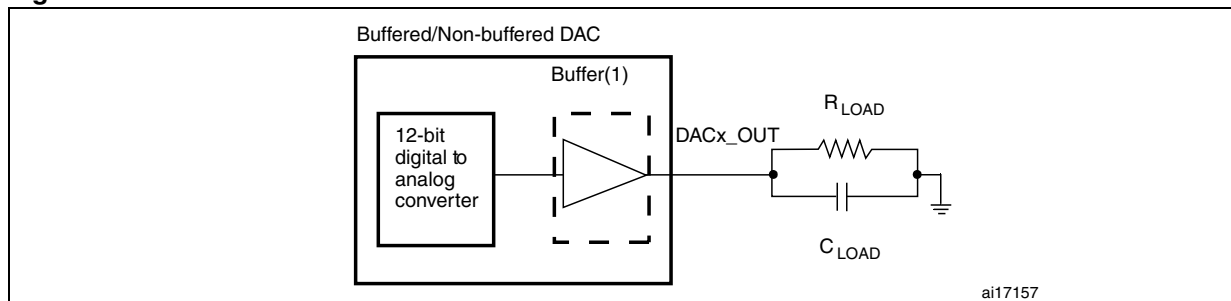 Buffered/Non-buffered DAC
Buffer(1)
12-bit
digital to
analog
converter
DACx_OUT
R LOAD
C LOAD
ai17157